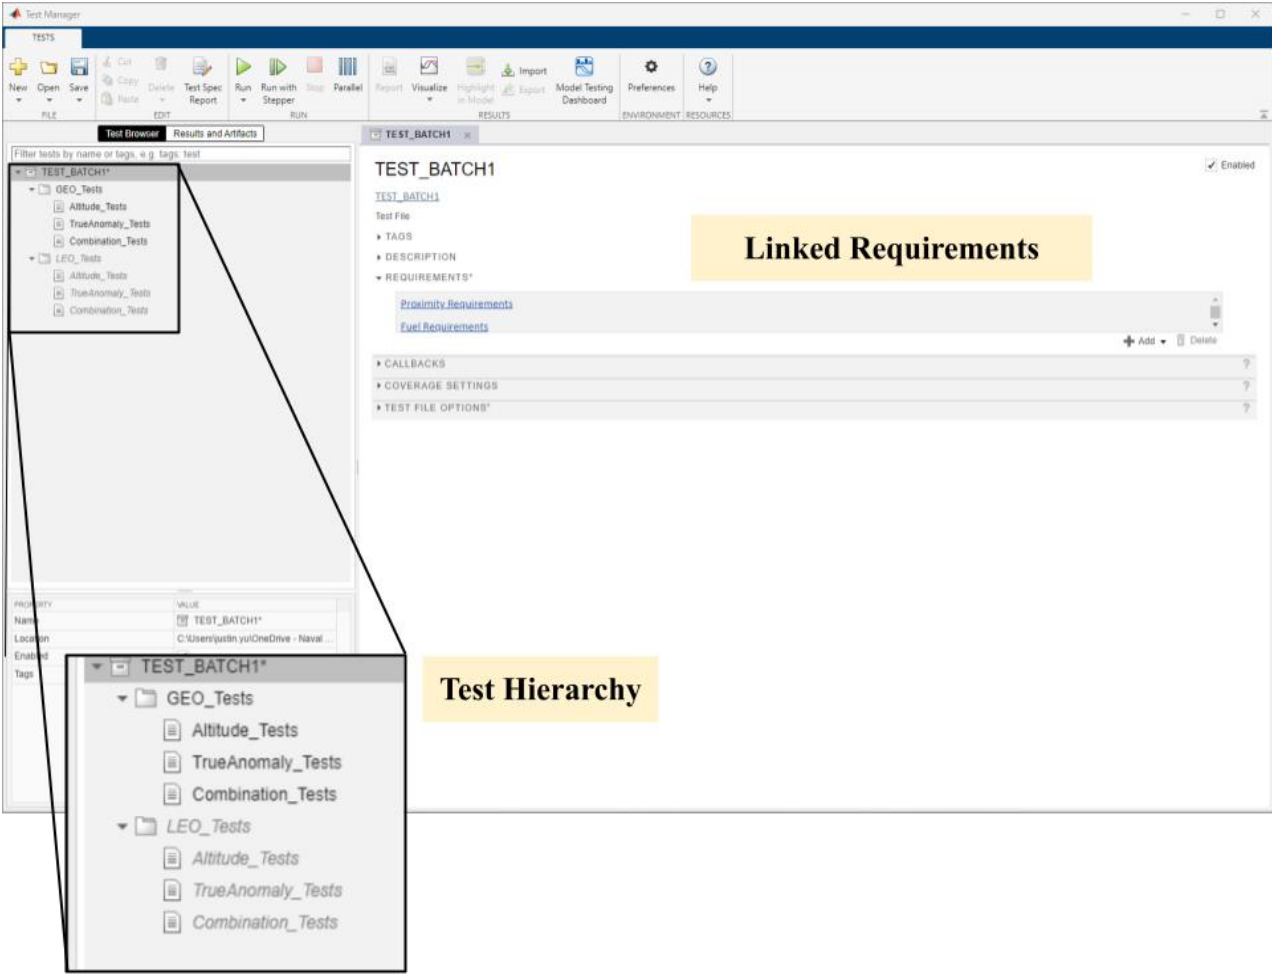 Test Manager
TESTS
New Open Save
Cut
Copy
Paste
Delete
Test Spec Report
Run
Run with Stepper
Stop
Parallel
Report
Visualize
Highlight in Model
Import
Export
Model Testing Dashboard
Preferences
Help
FILE EDIT RUN RESULTS ENVIRONMENT RESOURCES
Test Browser Results and Artifacts
Filter tests by name or tags, e.g. tags: test
TEST_BATCH1*
GEO_Tests
Altitude_Tests
TrueAnomaly_Tests
Combination_Tests
LEO_Tests
Altitude_Tests
TrueAnomaly_Tests
Combination_Tests
TEST_BATCH1 ×
TEST_BATCH1
Enabled
TEST_BATCH1
Test File
TAGS
DESCRIPTION
REQUIREMENTS*
Linked Requirements
Proximity Requirements
Fuel Requirements
Add Delete
CALLBACKS ?
COVERAGE SETTINGS ?
TEST FILE OPTIONS* ?
PROPERTY VALUE
Name TEST_BATCH1*
Location C:\Users\justin.yu\OneDrive - Naval ...
Enabled
Tags
TEST_BATCH1*
GEO_Tests
Altitude_Tests
TrueAnomaly_Tests
Combination_Tests
LEO_Tests
Altitude_Tests
TrueAnomaly_Tests
Combination_Tests
Test Hierarchy